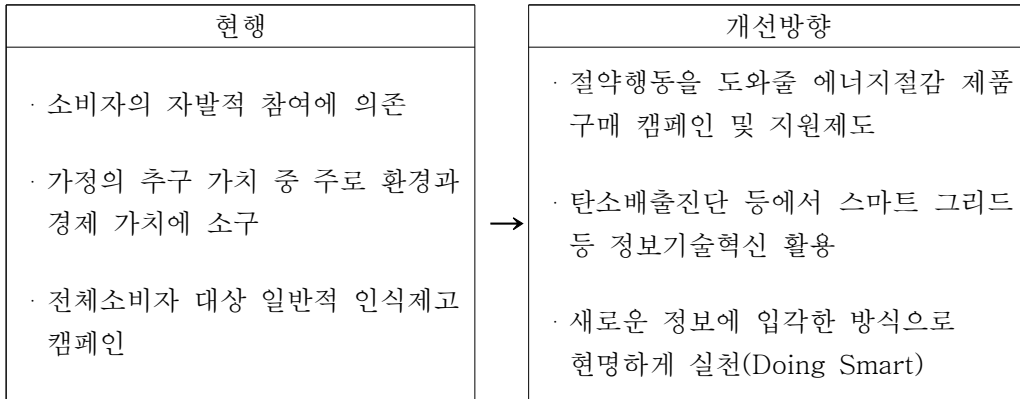 현행
· 소비자의 자발적 참여에 의존
· 가정의 추구 가치 중 주로 환경과
경제 가치에 소구
· 전체소비자 대상 일반적 인식제고
캠페인
→
개선방향
· 절약행동을 도와줄 에너지절감 제품
구매 캠페인 및 지원제도
· 탄소배출진단 등에서 스마트 그리드
등 정보기술혁신 활용
· 새로운 정보에 입각한 방식으로
현명하게 실천(Doing Smart)